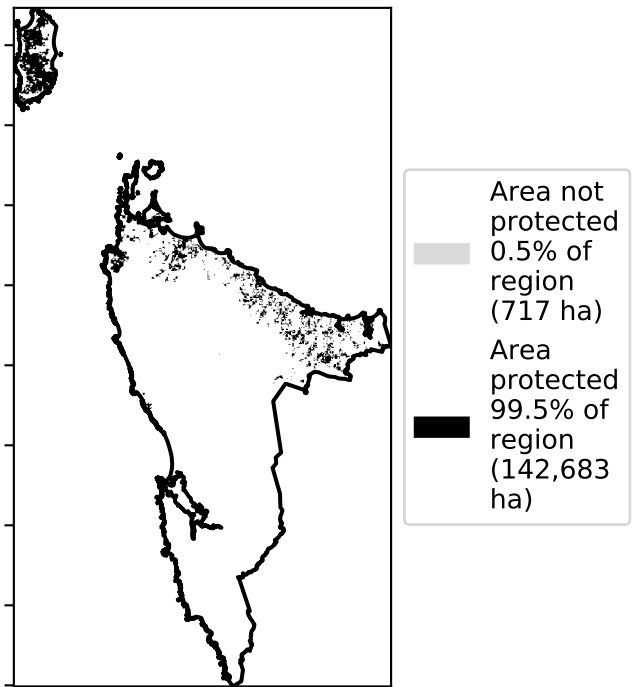 Area not
protected
0.5% of
region
(717 ha)
Area
protected
99.5% of
region
(142,683
ha)